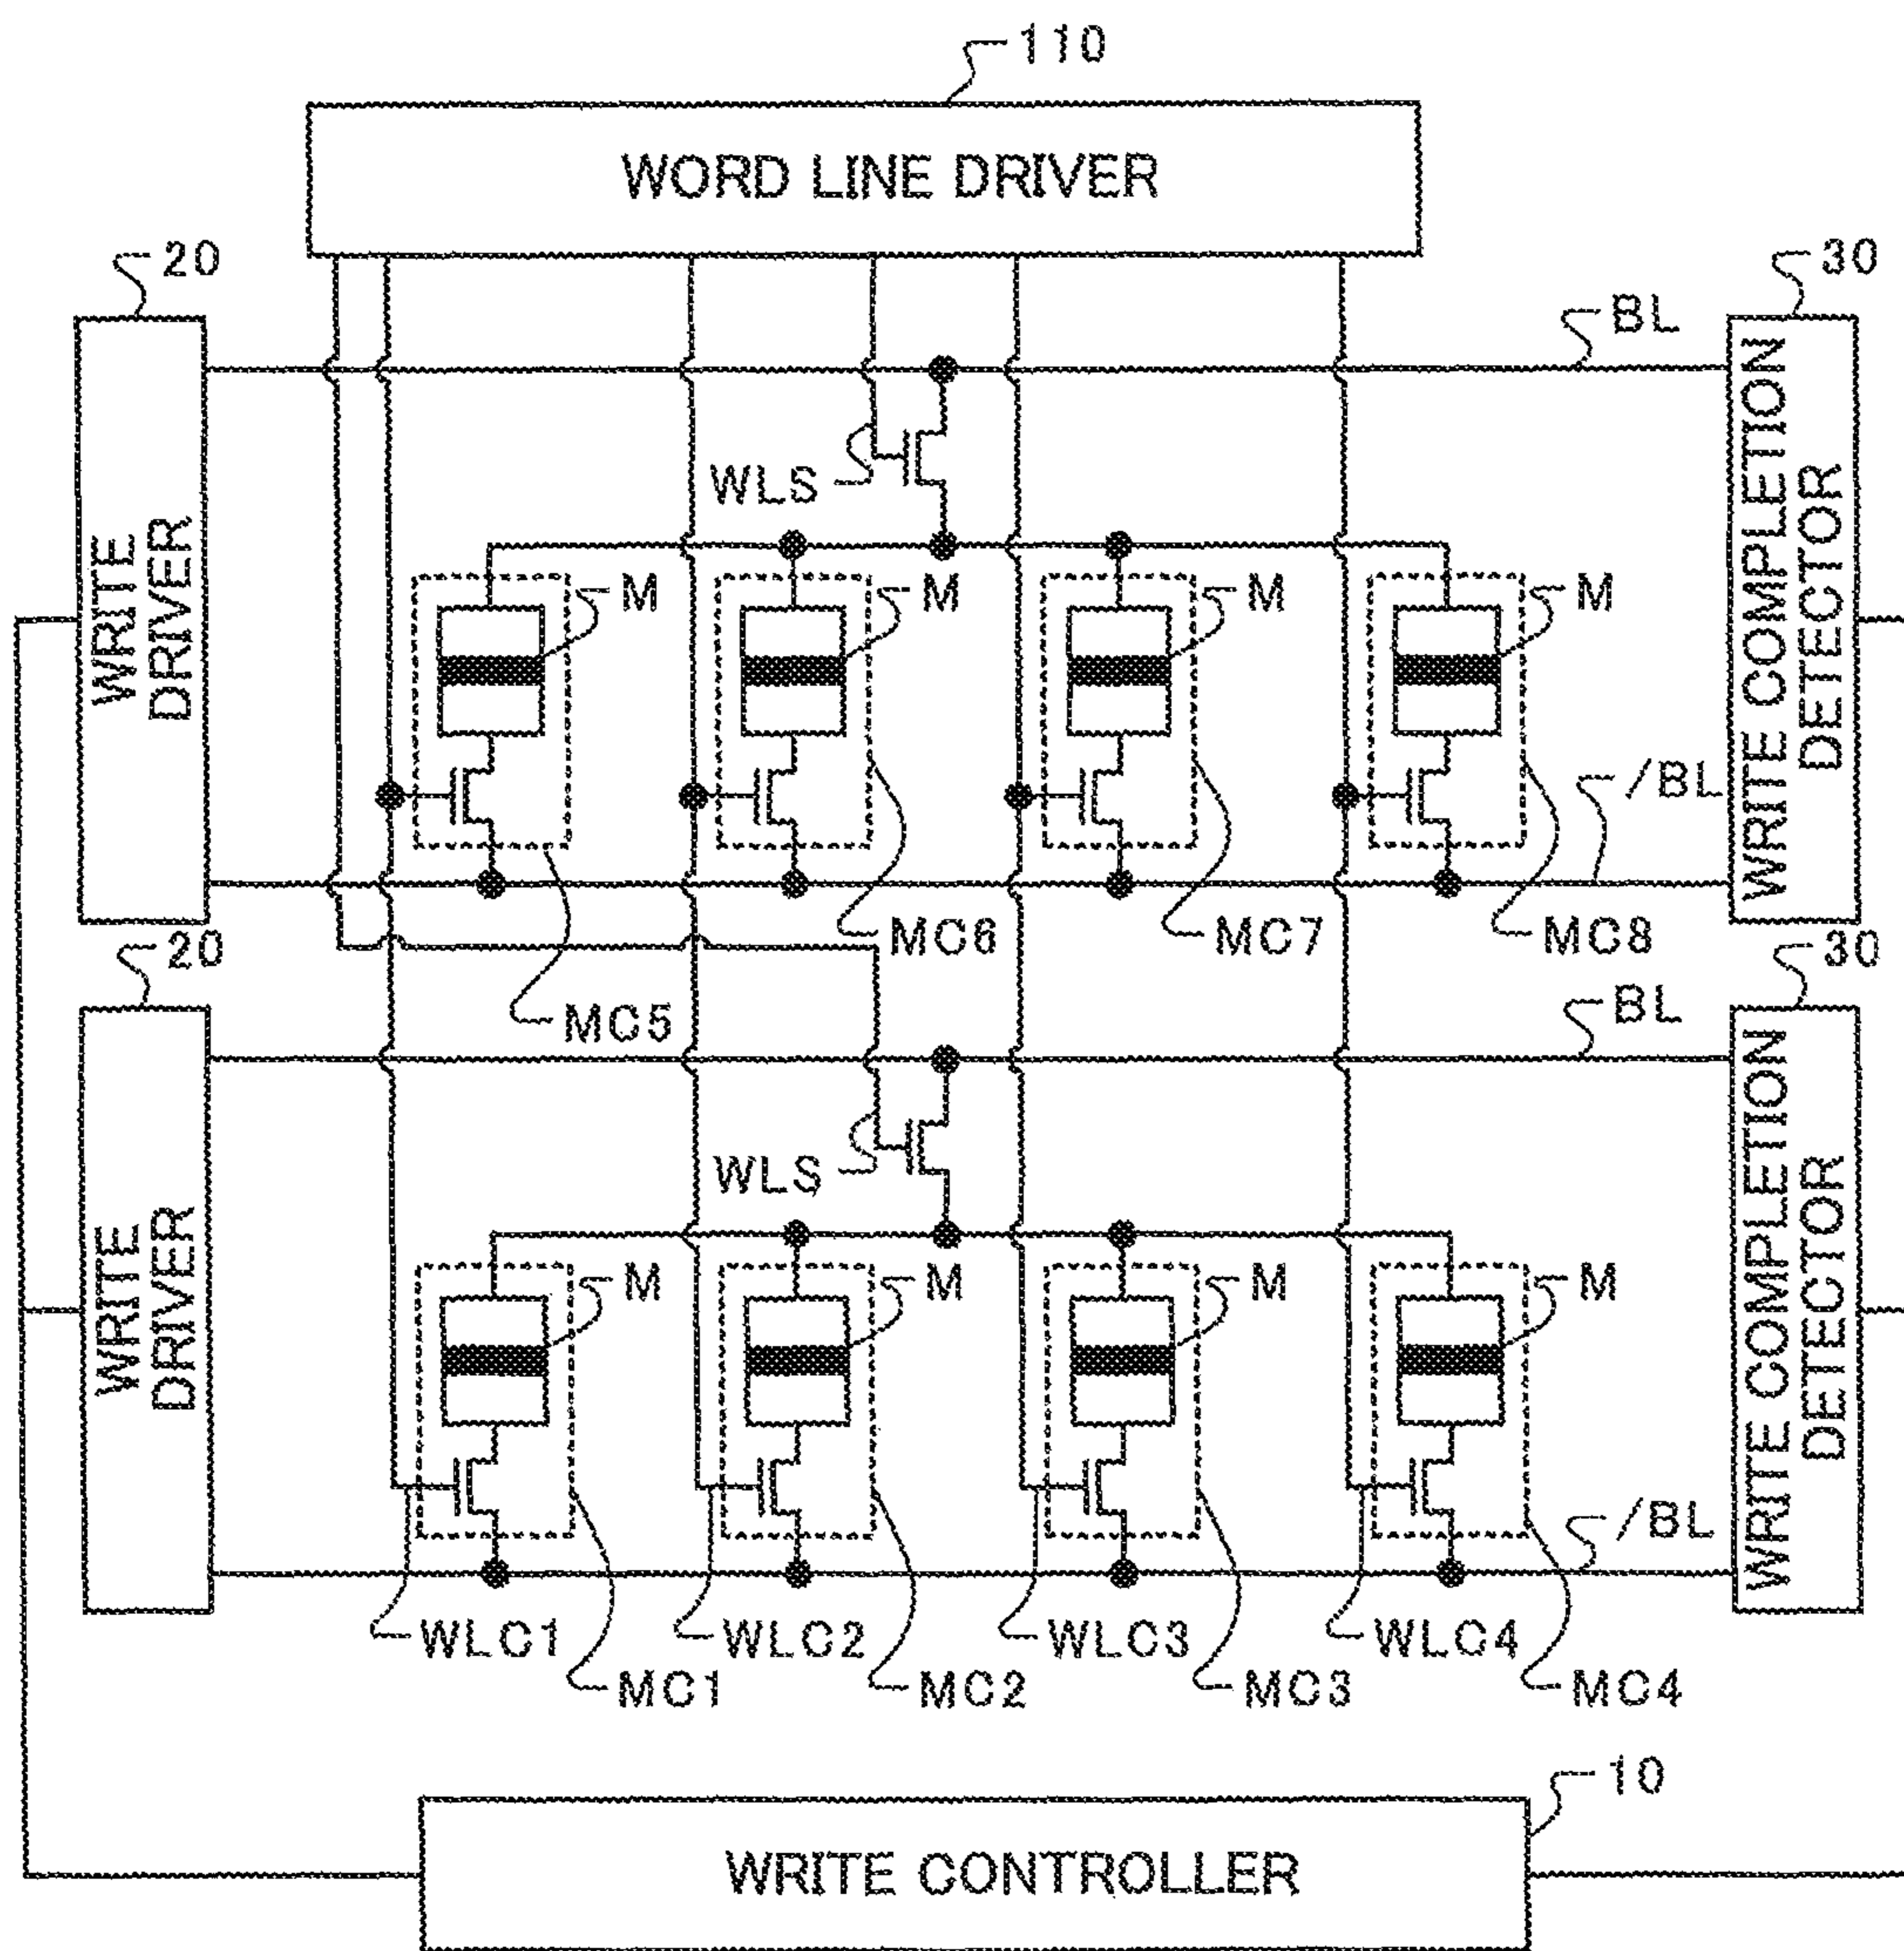 110
WORD LINE DRIVER
20
30
BL
WRITE DRIVER
WLS
WRITE COMPLETION DETECTOR
M
M
M
M
/BL
MC6
MC7
MC8
20
30
MC5
BL
WRITE DRIVER
WLS
WRITE COMPLETION DETECTOR
M
M
M
M
/BL
WLC1
WLC2
WLC3
WLC4
MC1
MC2
MC3
MC4
10
WRITE CONTROLLER